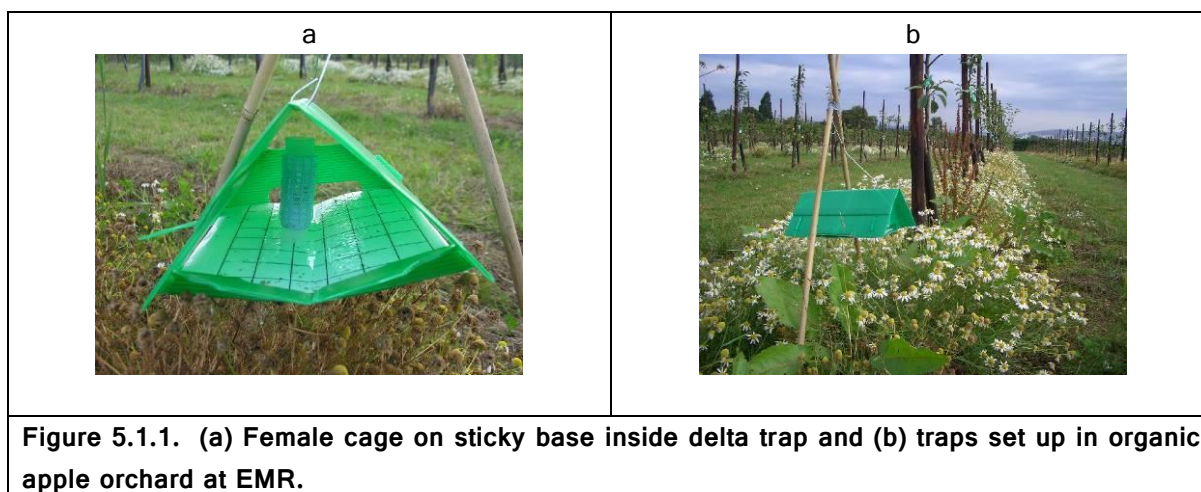 a
b
Figure 5.1.1. (a) Female cage on sticky base inside delta trap and (b) traps set up in organic
apple orchard at EMR.